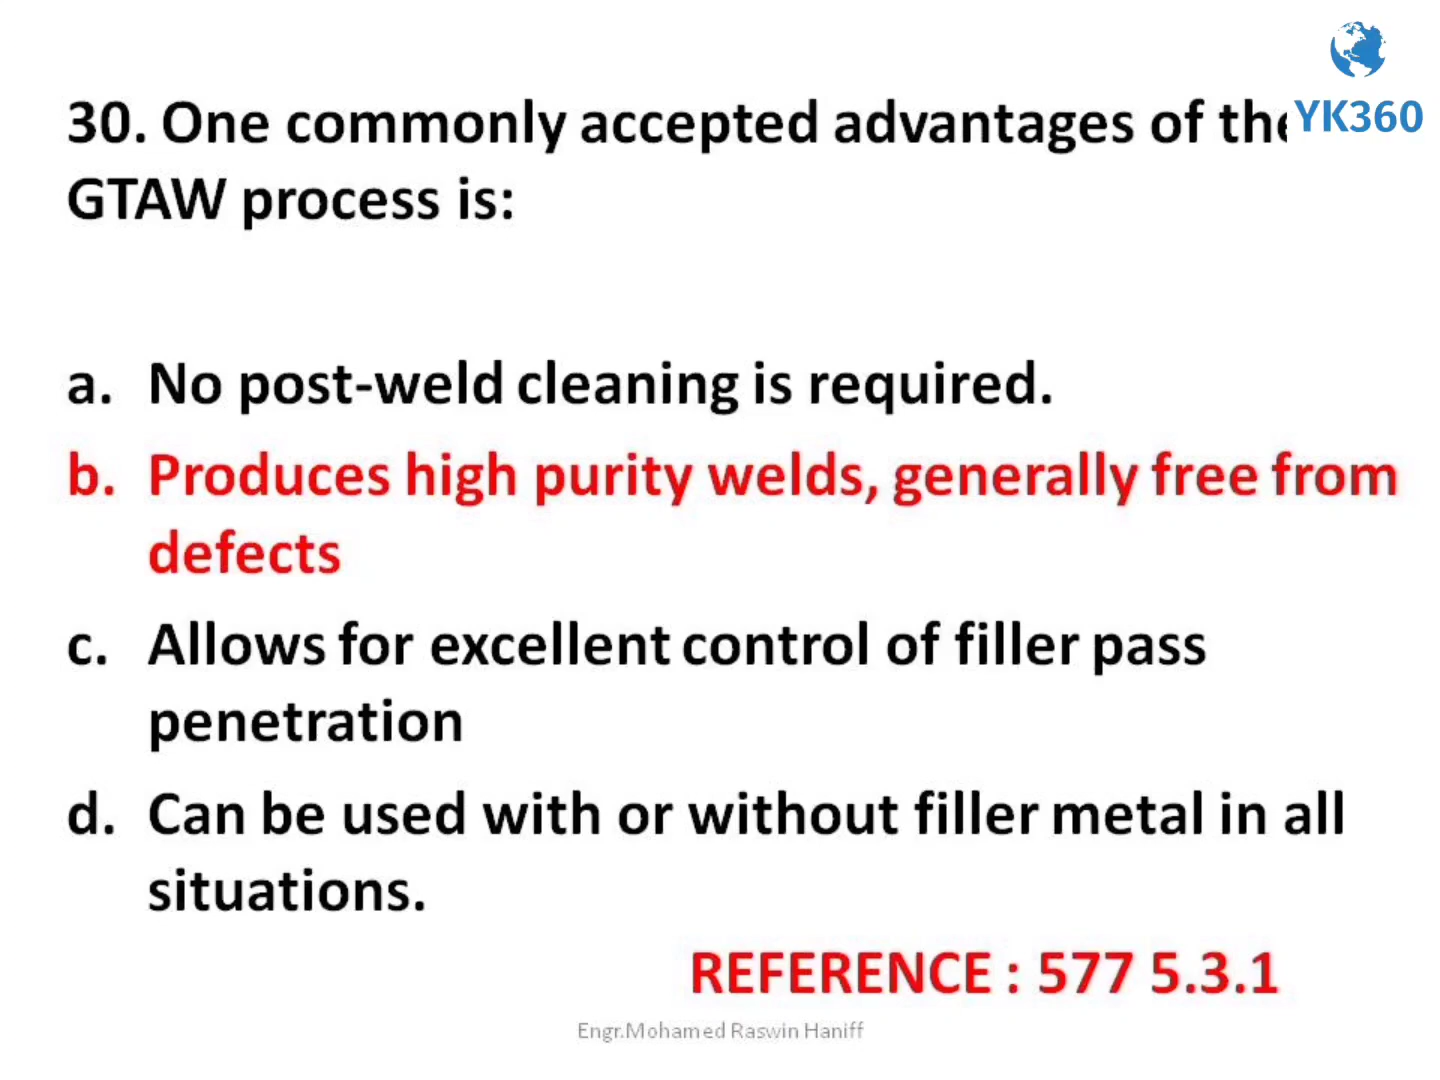 30. One commonly accepted advantages of the
YK360
GTAW process is:
a. No post-weld cleaning is required.
b. Produces high purity welds, generally free from
defects
c. Allows for excellent control of filler pass
penetration
d. Can be used with or without filler metal in all
situations.
REFERENCE : 577 5.3.1
Engr.Mohamed Raswin Haniff